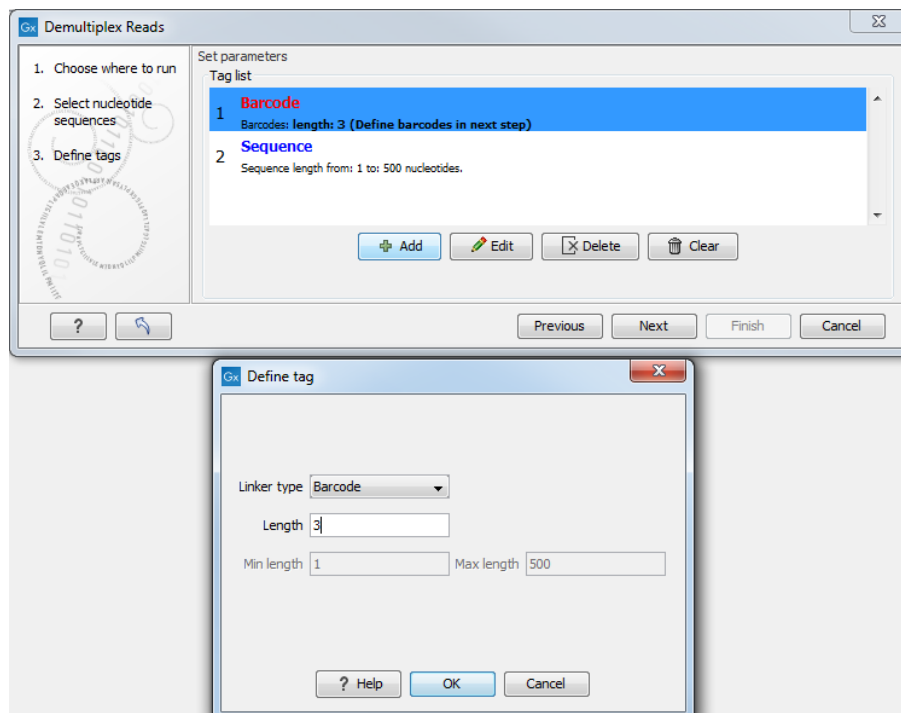 Gx Demultiplex Reads
1. Choose where to run
2. Select nucleotide
sequences
3. Define tags
Set parameters
Tag list
1 Barcode
Barcodes: length: 3 (Define barcodes in next step)
2 Sequence
Sequence length from: 1 to: 500 nucleotides.
Add Edit Delete Clear
? Previous Next Finish Cancel
Gx Define tag
Linker type Barcode
Length 3
Min length 1 Max length 500
? Help OK Cancel